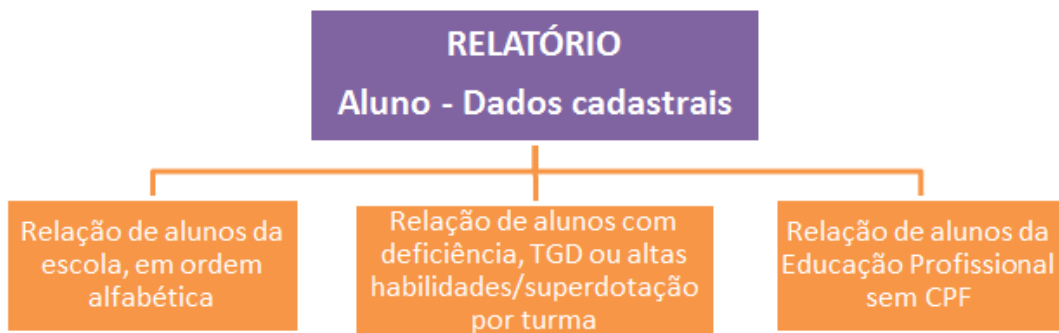 RELATÓRIO
Aluno - Dados cadastrais
Relação de alunos da
escola, em ordem
alfabética
Relação de alunos com
deficiência, TGD ou altas
habilidades/superdotação
por turma
Relação de alunos da
Educação Profissional
sem CPF